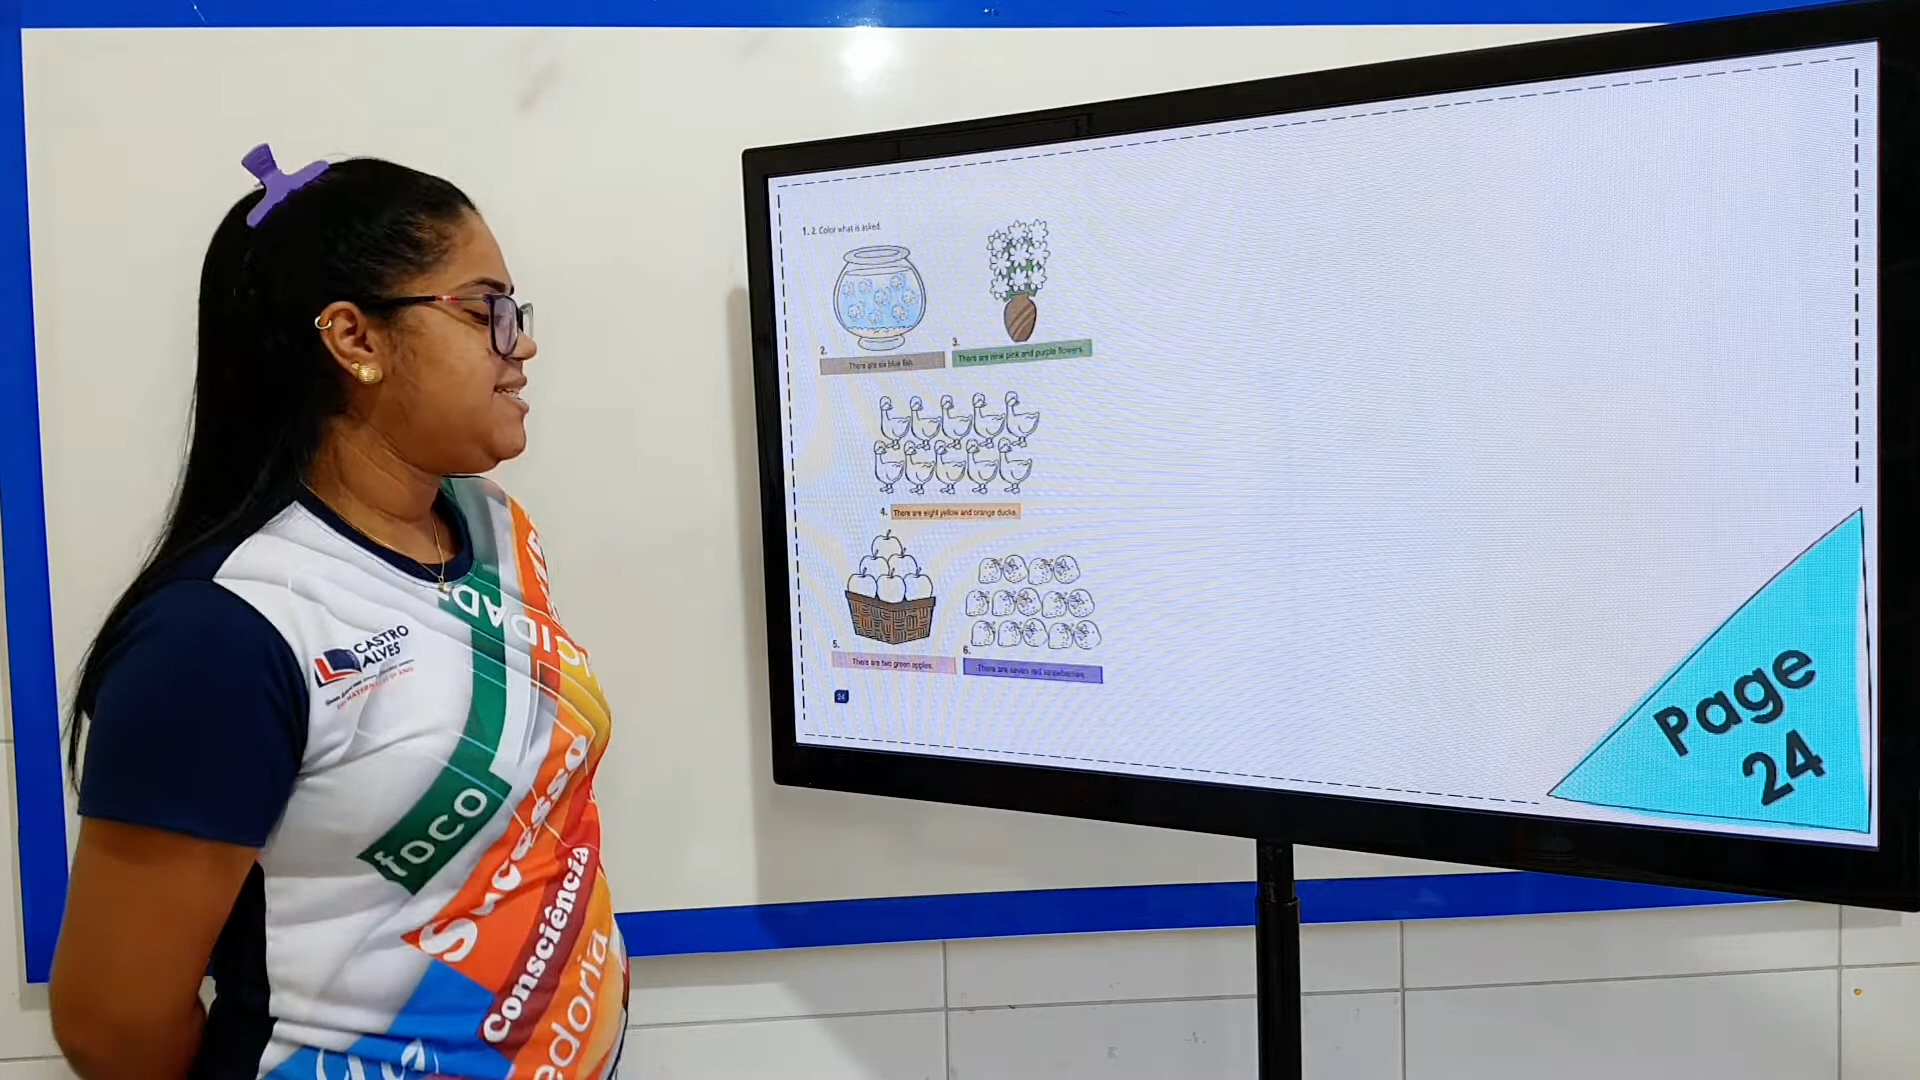 1. 2. Color what is asked.
2.
There are six blue fish.
3.
There are nine pink and purple flowers.
4.
There are eight yellow and orange ducks.
5.
There are two green apples.
6.
There are seven red strawberries.
24
Page
24
CASTRO
ALVES
foco
Sucesso
Consciência
edoria